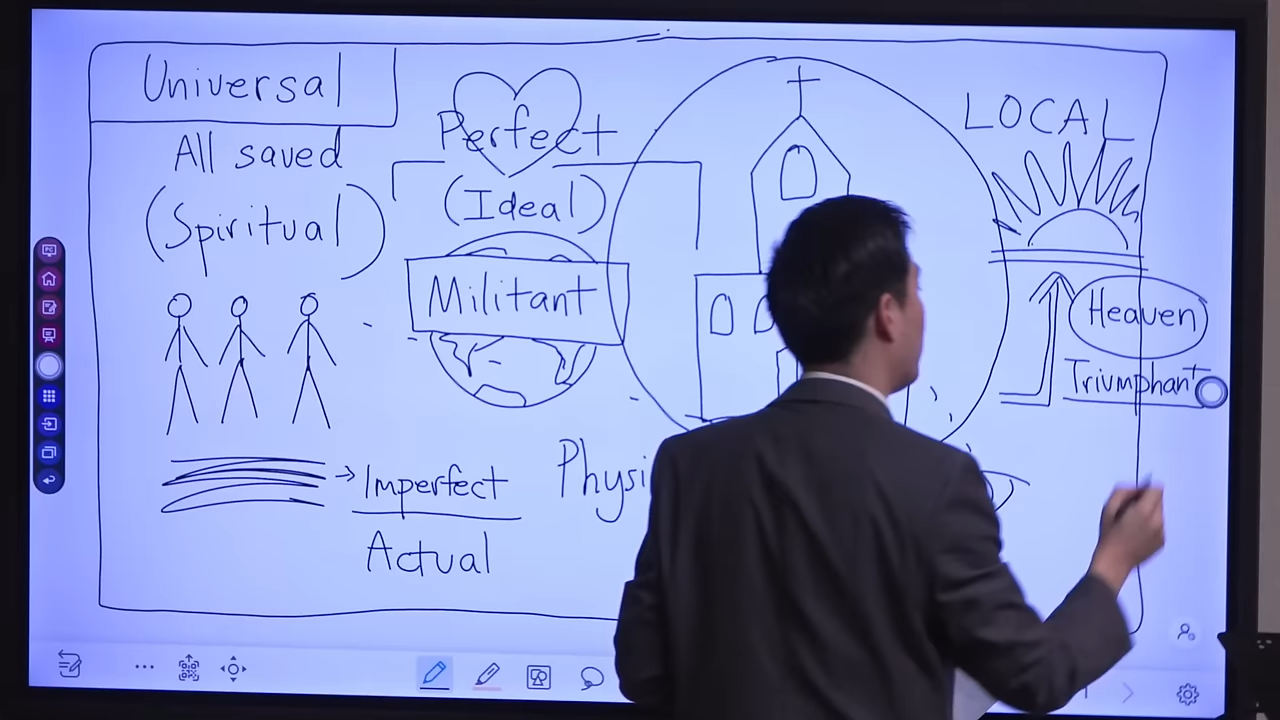 Universal
All saved
(Spiritual)
Perfect
(Ideal)
Militant
LOCAL
Heaven
Triumphant
Imperfect
Actual